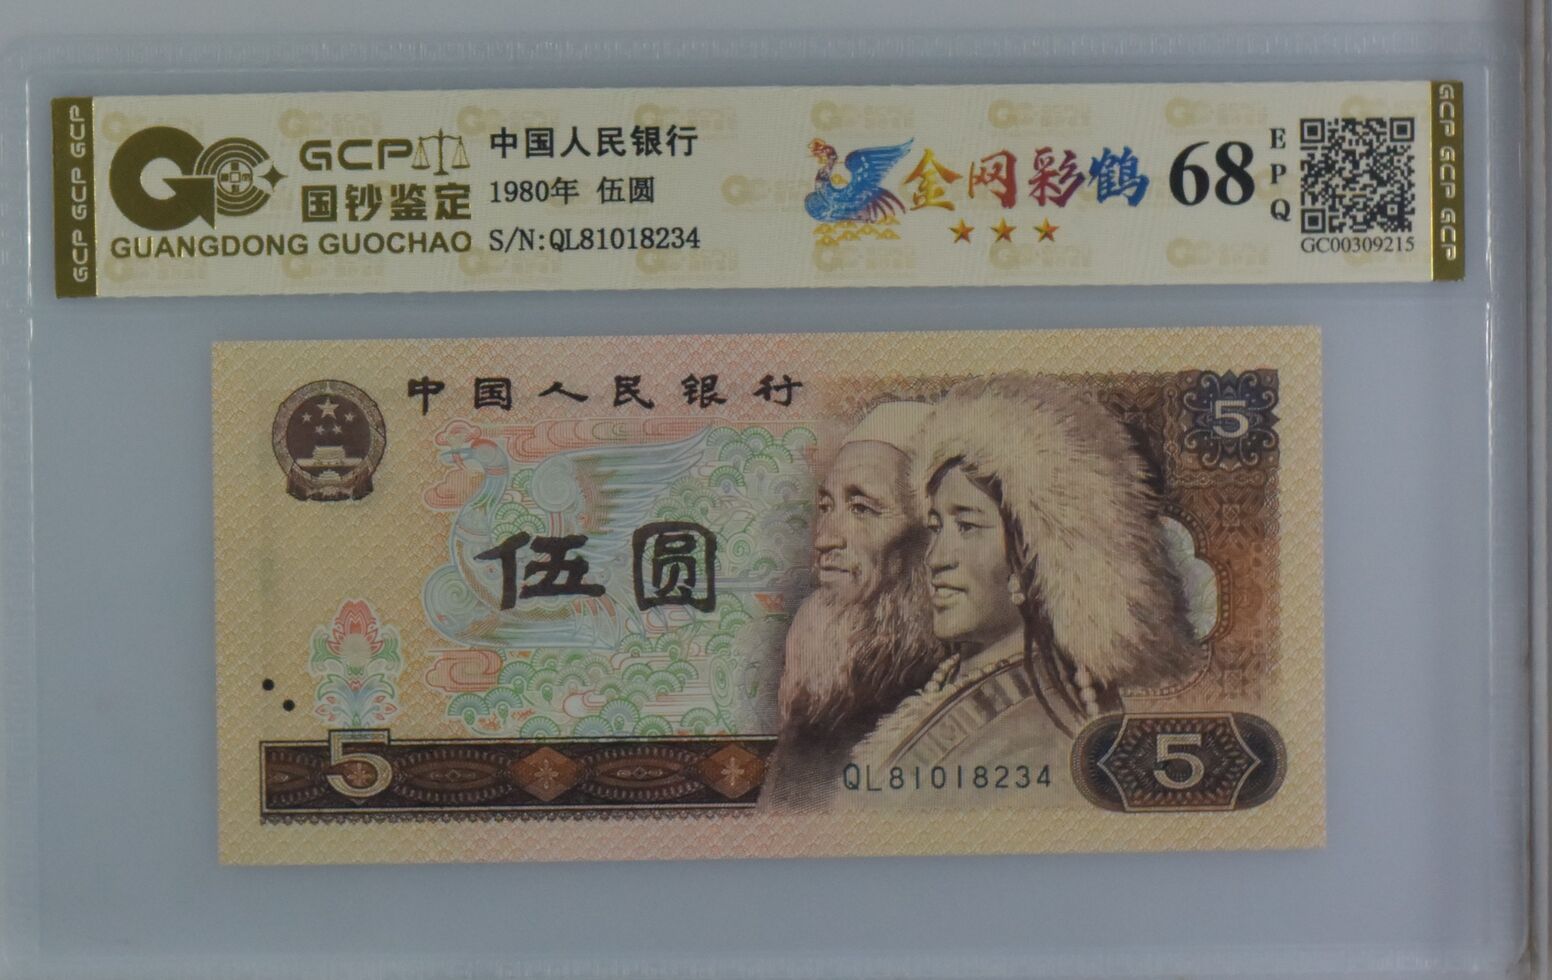 GCP GCP GCP
GCP
国钞鉴定
GUANGDONG GUOCHAO
中国人民银行
1980年 伍圆
S/N:QL81018234
金网彩鹤
68
EPQ
GC00309215
GCP GCP GCP
中国人民银行
5
伍圆
5
QL81018234
5